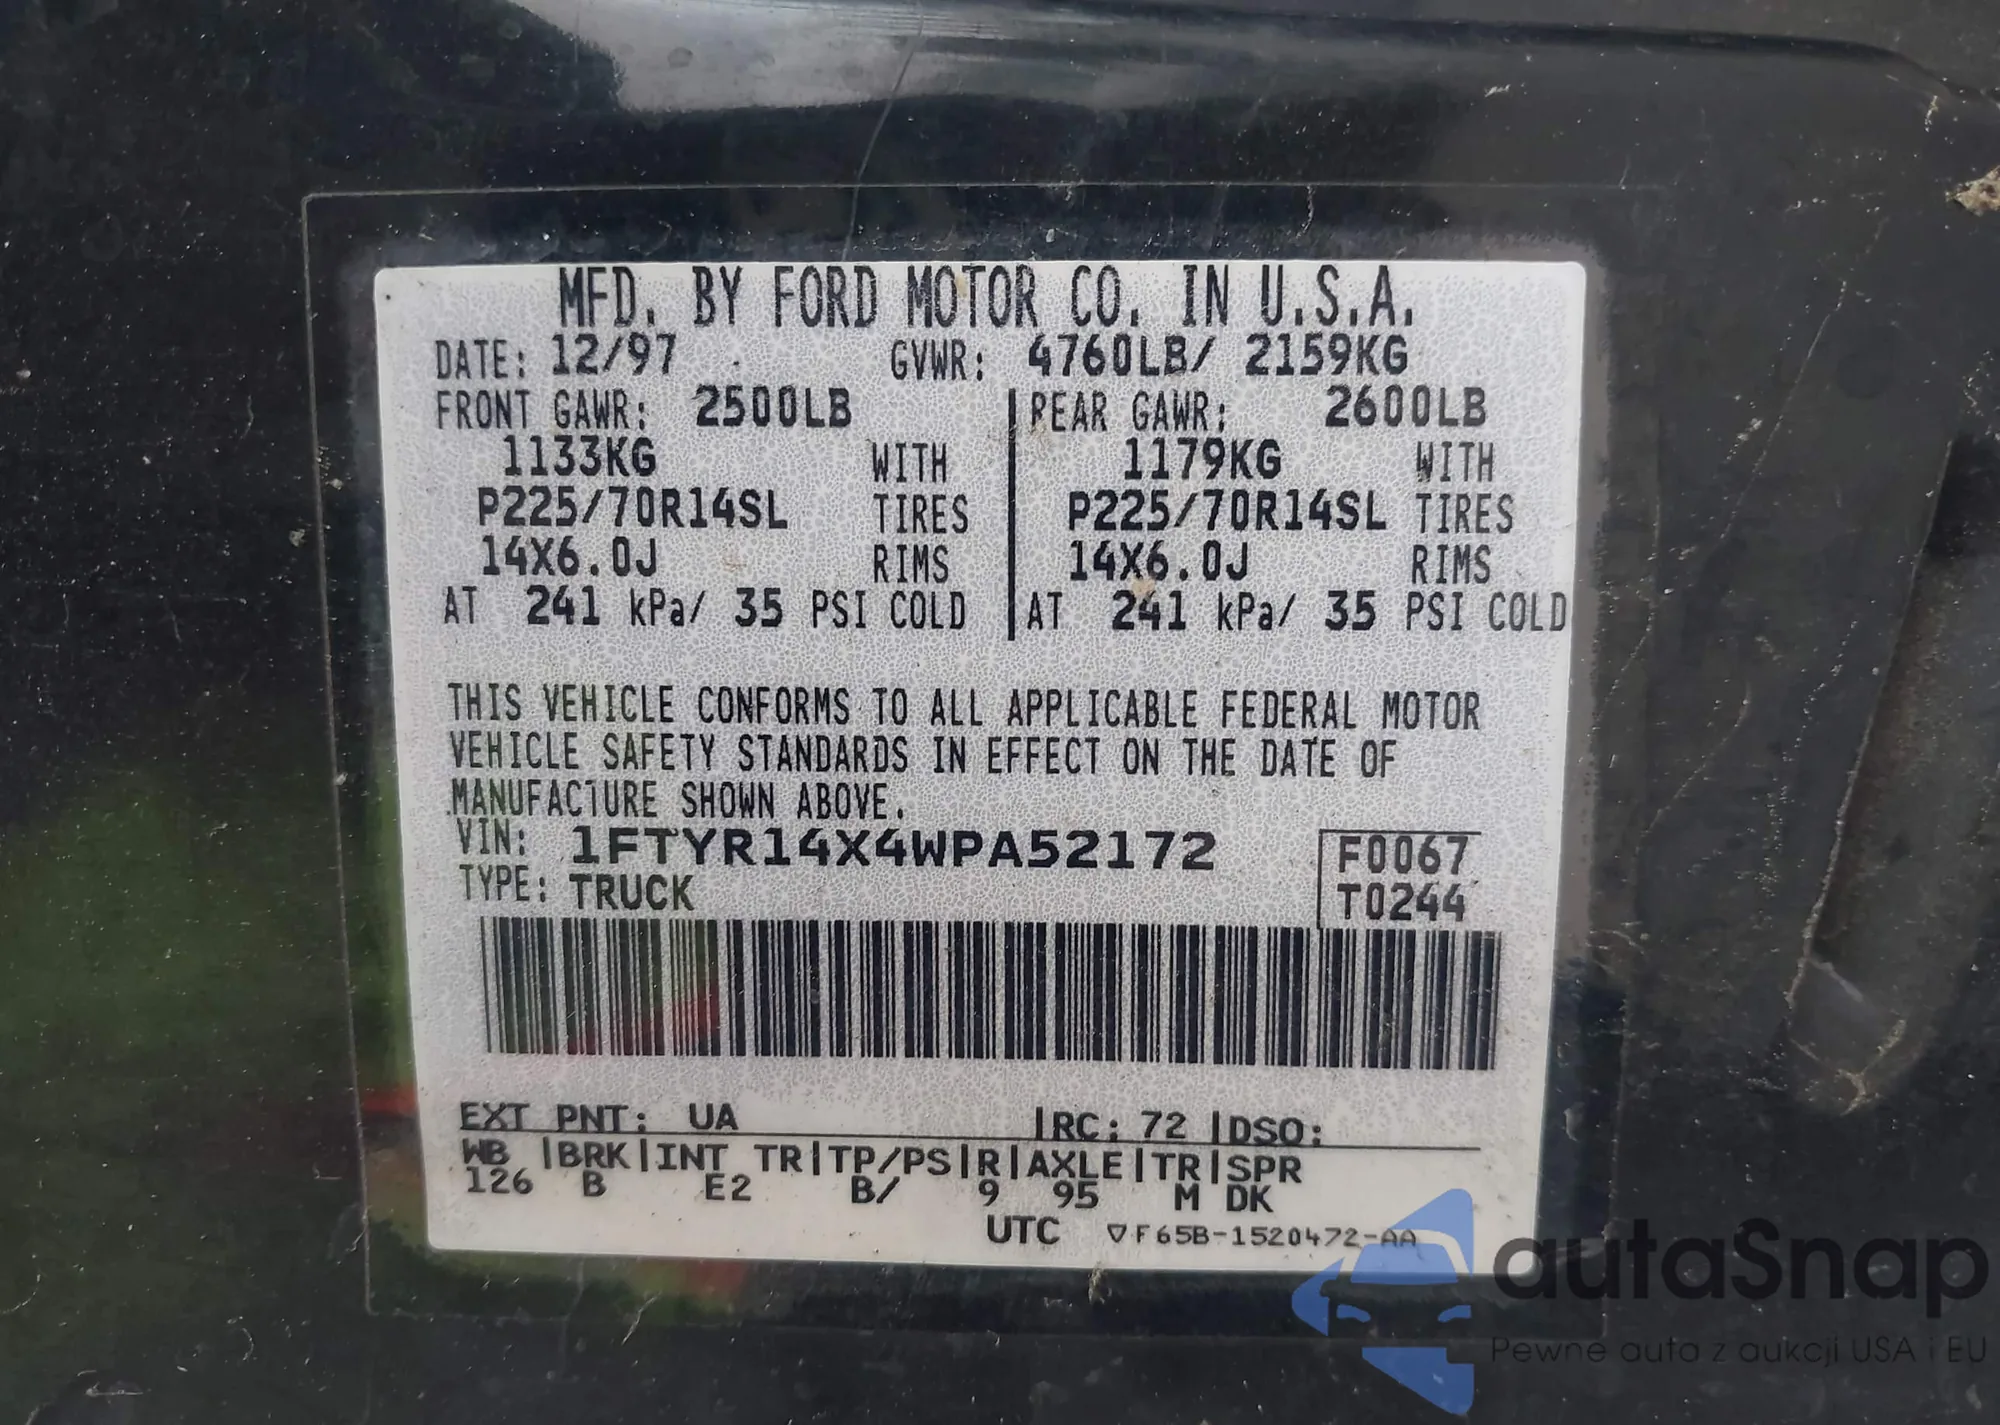 MFD. BY FORD MOTOR CO. IN U.S.A.
DATE: 12/97 GVWR: 4760LB/ 2159KG
FRONT GAWR: 2500LB REAR GAWR: 2600LB
1133KG WITH 1179KG WITH
P225/70R14SL TIRES P225/70R14SL TIRES
14X6.0J RIMS 14X6.0J RIMS
AT 241 kPa/ 35 PSI COLD AT 241 kPa/ 35 PSI COLD
THIS VEHICLE CONFORMS TO ALL APPLICABLE FEDERAL MOTOR
VEHICLE SAFETY STANDARDS IN EFFECT ON THE DATE OF
MANUFACTURE SHOWN ABOVE.
VIN: 1FTYR14X4WPA52172 F0067
TYPE: TRUCK T0244
EXT PNT: UA |RC: 72 |DSO:
WB |BRK|INT TR|TP/PS|R|AXLE|TR|SPR
126 B E2 B/ 9 95 M DK
UTC ▽F65B-1520472-AA
autaSnap
Pewne auta z aukcji USA i EU